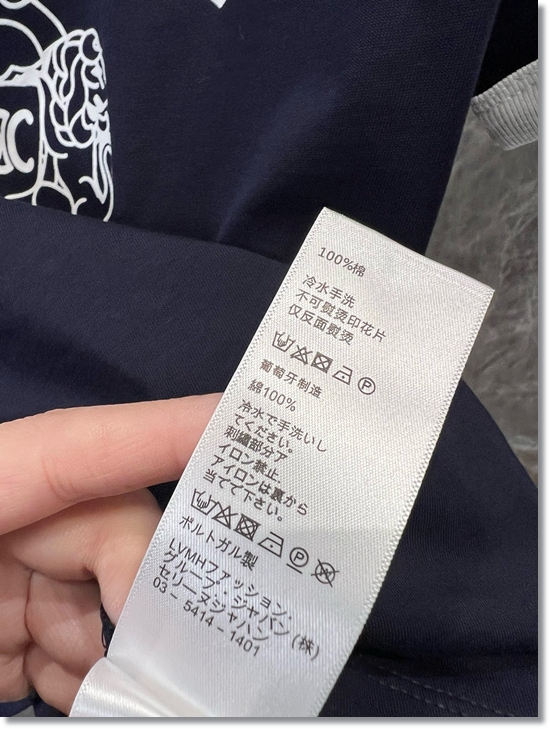 100%棉
冷水手洗
不可熨烫印花片
仅反面熨烫
P
葡萄牙制造
綿100%
冷水で手洗いし
てください。
刺繍部分ア
イロン禁止,
アイロンは裏から
当てて下さい。
P
ポルトガル製
LVMHファッション・
グループ・ジャパン(株)
セリーヌジャパン
03 - 5414 - 1401